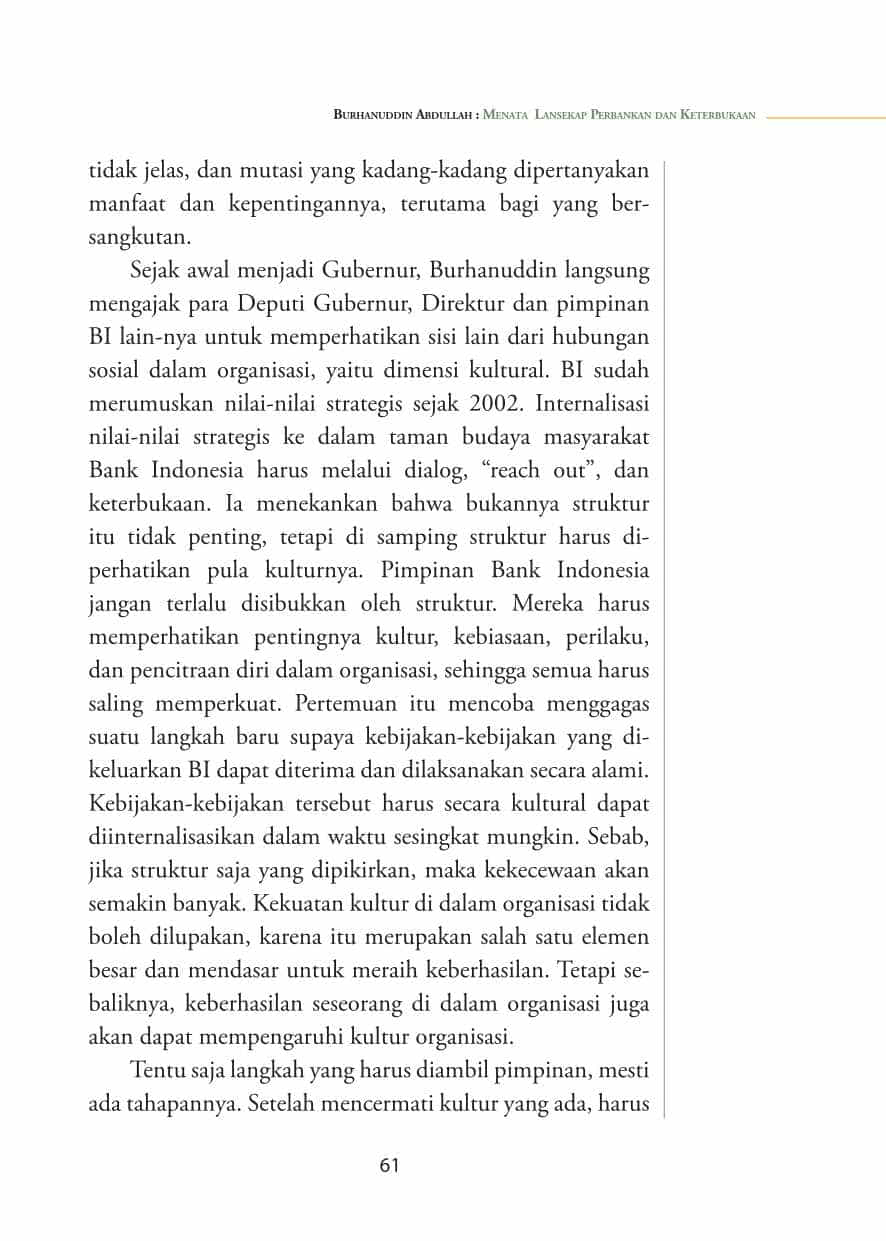 Burhanuddin Abdullah : Menata Lansekap Perbankan dan Keterbukaan
tidak jelas, dan mutasi yang kadang-kadang dipertanyakan
manfaat dan kepentingannya, terutama bagi yang ber-
sangkutan.
Sejak awal menjadi Gubernur, Burhanuddin langsung
mengajak para Deputi Gubernur, Direktur dan pimpinan
BI lain-nya untuk memperhatikan sisi lain dari hubungan
sosial dalam organisasi, yaitu dimensi kultural. BI sudah
merumuskan nilai-nilai strategis sejak 2002. Internalisasi
nilai-nilai strategis ke dalam taman budaya masyarakat
Bank Indonesia harus melalui dialog, “reach out”, dan
keterbukaan. Ia menekankan bahwa bukannya struktur
itu tidak penting, tetapi di samping struktur harus di-
perhatikan pula kulturnya. Pimpinan Bank Indonesia
jangan terlalu disibukkan oleh struktur. Mereka harus
memperhatikan pentingnya kultur, kebiasaan, perilaku,
dan pencitraan diri dalam organisasi, sehingga semua harus
saling memperkuat. Pertemuan itu mencoba menggagas
suatu langkah baru supaya kebijakan-kebijakan yang di-
keluarkan BI dapat diterima dan dilaksanakan secara alami.
Kebijakan-kebijakan tersebut harus secara kultural dapat
diinternalisasikan dalam waktu sesingkat mungkin. Sebab,
jika struktur saja yang dipikirkan, maka kekecewaan akan
semakin banyak. Kekuatan kultur di dalam organisasi tidak
boleh dilupakan, karena itu merupakan salah satu elemen
besar dan mendasar untuk meraih keberhasilan. Tetapi se-
baliknya, keberhasilan seseorang di dalam organisasi juga
akan dapat mempengaruhi kultur organisasi.
Tentu saja langkah yang harus diambil pimpinan, mesti
ada tahapannya. Setelah mencermati kultur yang ada, harus
61